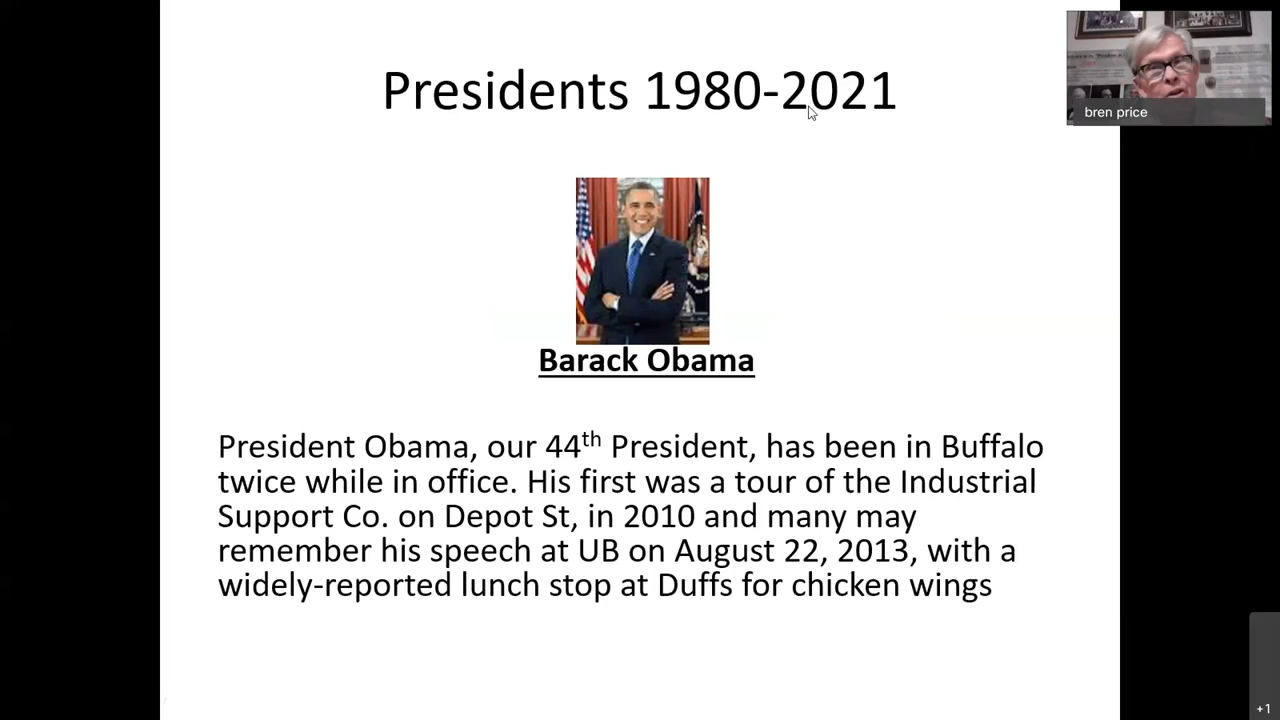 Presidents 1980-2021
bren price
Barack Obama
President Obama, our 44th President, has been in Buffalo
twice while in office. His first was a tour of the Industrial
Support Co. on Depot St, in 2010 and many may
remember his speech at UB on August 22, 2013, with a
widely-reported lunch stop at Duffs for chicken wings
+1